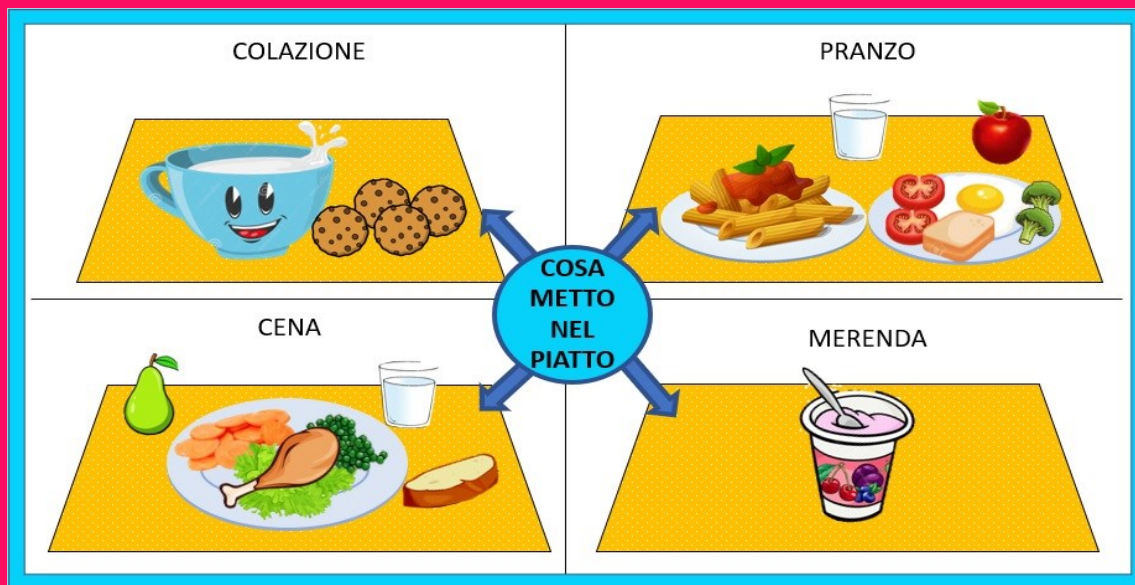 COLAZIONE
PRANZO
COSA
METTO
NEL
PIATTO
CENA
MERENDA